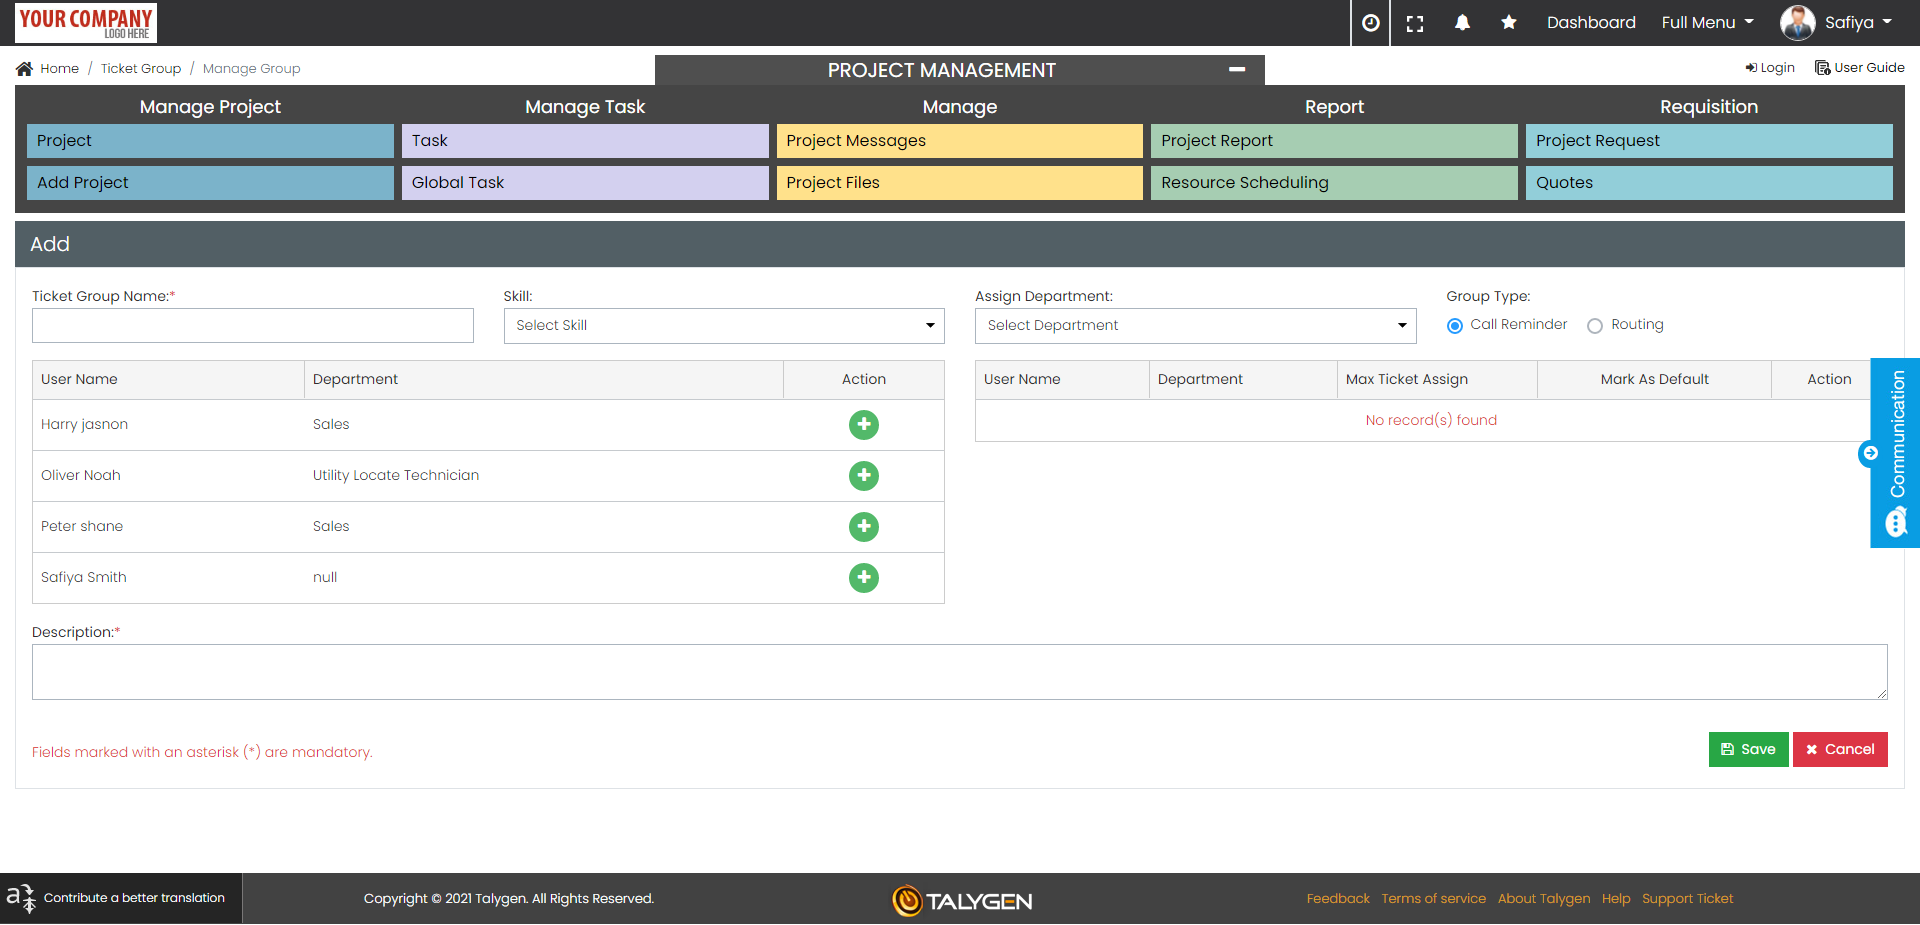 YOUR COMPANY
LOGO HERE
Dashboard
Full Menu
Safiya
Home / Ticket Group / Manage Group
PROJECT MANAGEMENT
Login
User Guide
Manage Project
Manage Task
Manage
Report
Requisition
Project
Task
Project Messages
Project Report
Project Request
Add Project
Global Task
Project Files
Resource Scheduling
Quotes
Add
Ticket Group Name:*
Skill:
Assign Department:
Group Type:
Select Skill
Select Department
Call Reminder
Routing
User Name
Department
Action
Harry jasnon
Sales
Oliver Noah
Utility Locate Technician
Peter shane
Sales
Safiya Smith
null
User Name
Department
Max Ticket Assign
Mark As Default
Action
No record(s) found
Communication
Description:*
Fields marked with an asterisk (*) are mandatory.
Save
Cancel
Contribute a better translation
Copyright © 2021 Talygen. All Rights Reserved.
TALYGEN
Feedback
Terms of service
About Talygen
Help
Support Ticket